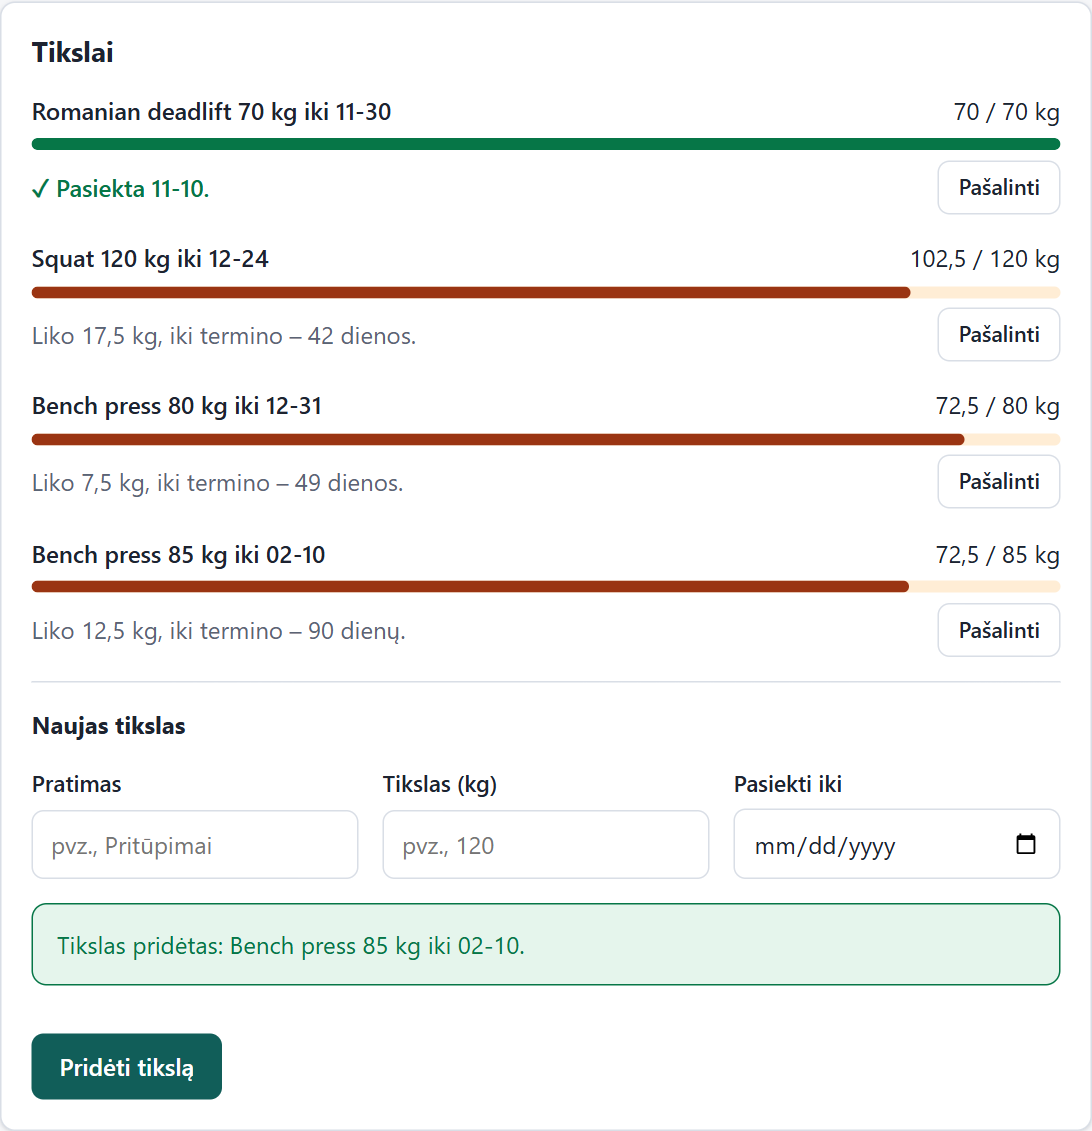 Tikslai
Romanian deadlift 70 kg iki 11-30
70 / 70 kg
✓ Pasiekta 11-10.
Pašalinti
Squat 120 kg iki 12-24
102,5 / 120 kg
Liko 17,5 kg, iki termino – 42 dienos.
Pašalinti
Bench press 80 kg iki 12-31
72,5 / 80 kg
Liko 7,5 kg, iki termino – 49 dienos.
Pašalinti
Bench press 85 kg iki 02-10
72,5 / 85 kg
Liko 12,5 kg, iki termino – 90 dienų.
Pašalinti
Naujas tikslas
Pratimas
Tikslas (kg)
Pasiekti iki
pvz., Pritūpimai
pvz., 120
mm/dd/yyyy
Tikslas pridėtas: Bench press 85 kg iki 02-10.
Pridėti tikslą